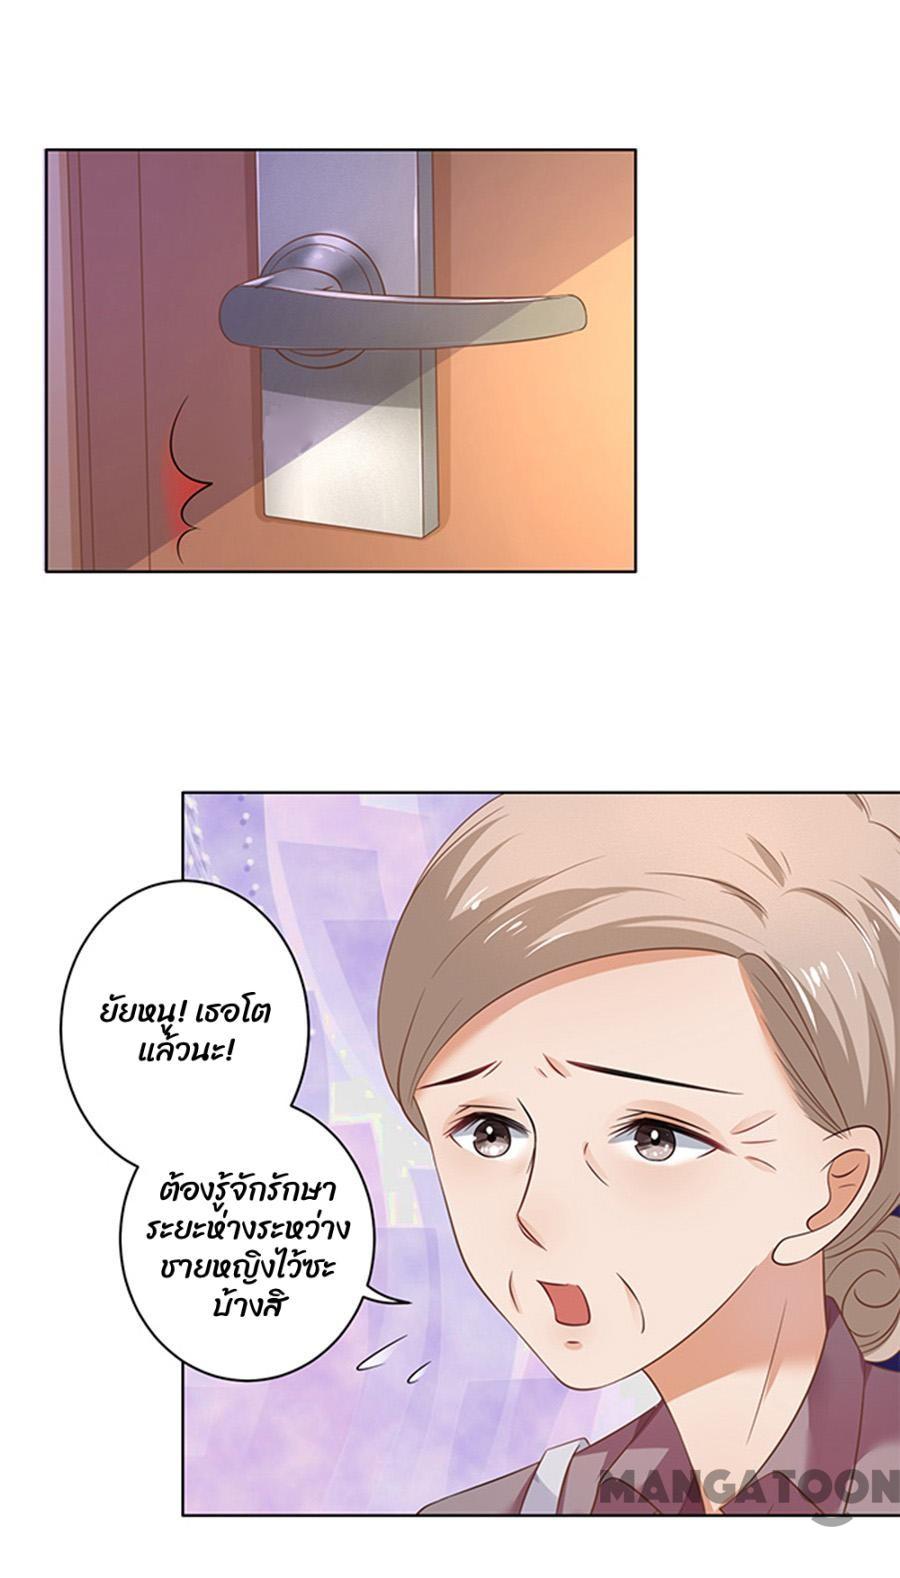 ยัยหนู! เธอโต
แล้วนะ!
ต้องรู้จักรักษา
ระยะห่างระหว่าง
ชายหญิงไว้ซะ
บ้างสิ
MANGATOON